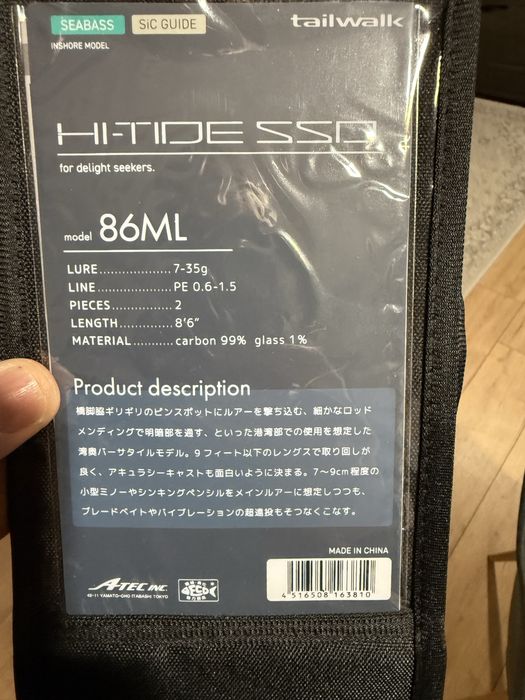 SEABASS SiC GUIDE tailwalk
INSHORE MODEL
HI-TIDE SSD
for delight seekers.
model 86ML
LURE...................7-35g
LINE...................PE 0.6-1.5
PIECES................2
LENGTH..............8'6"
MATERIAL...........carbon 99% glass 1%
Product description
橋脚脇ギリギリのピンスポットにルアーを撃ち込む、細かなロッド
メンディングで明暗部を通す、といった港湾部での使用を想定した
湾奥バーサタイルモデル。9フィート以下のレングスで取り回しが
良く、アキュラシーキャストも面白いように決まる。7〜9cm程度の
小型ミノーやシンキングペンシルをメインルアーに想定しつつも、
ブレードベイトやバイブレーションの超遠投もそつなくこなす。
MADE IN CHINA
A-TEC INC.
42-11 YAMATO-CHO ITABASHI TOKYO
4 516508 163810